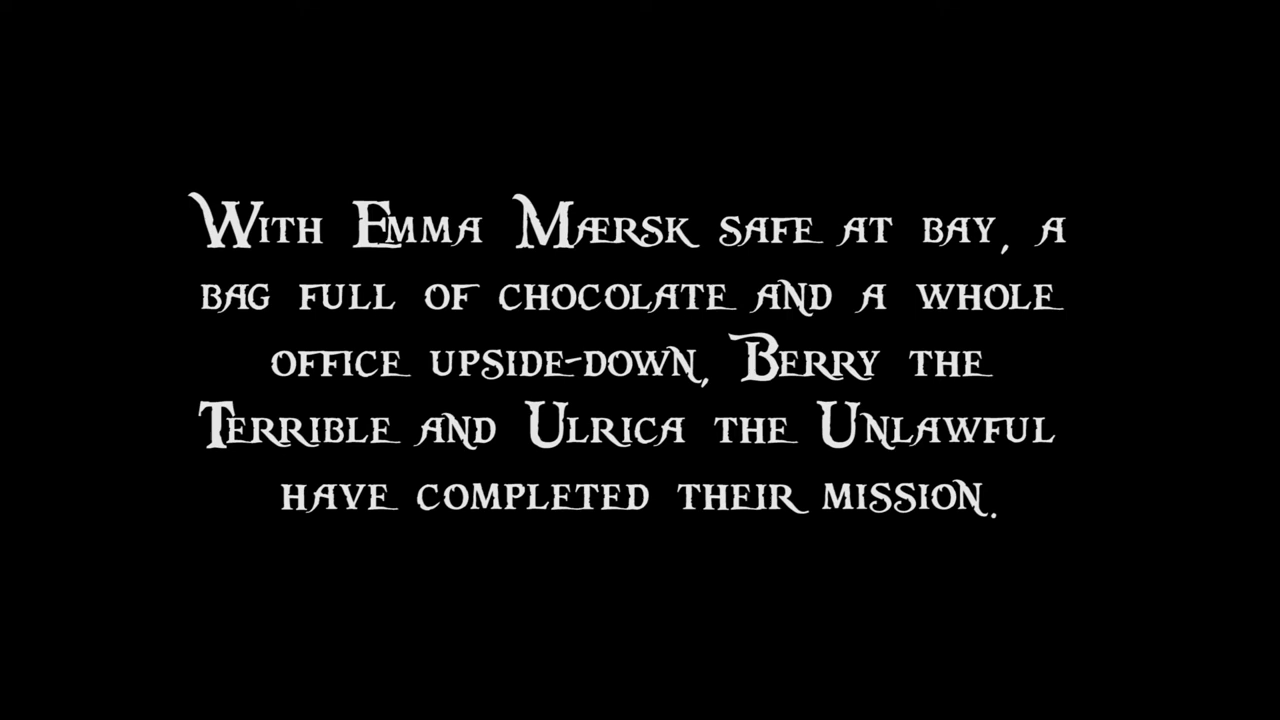 With Emma Mærsk safe at bay, a
bag full of chocolate and a whole
office upside-down, Berry the
Terrible and Ulrica the Unlawful
have completed their mission.